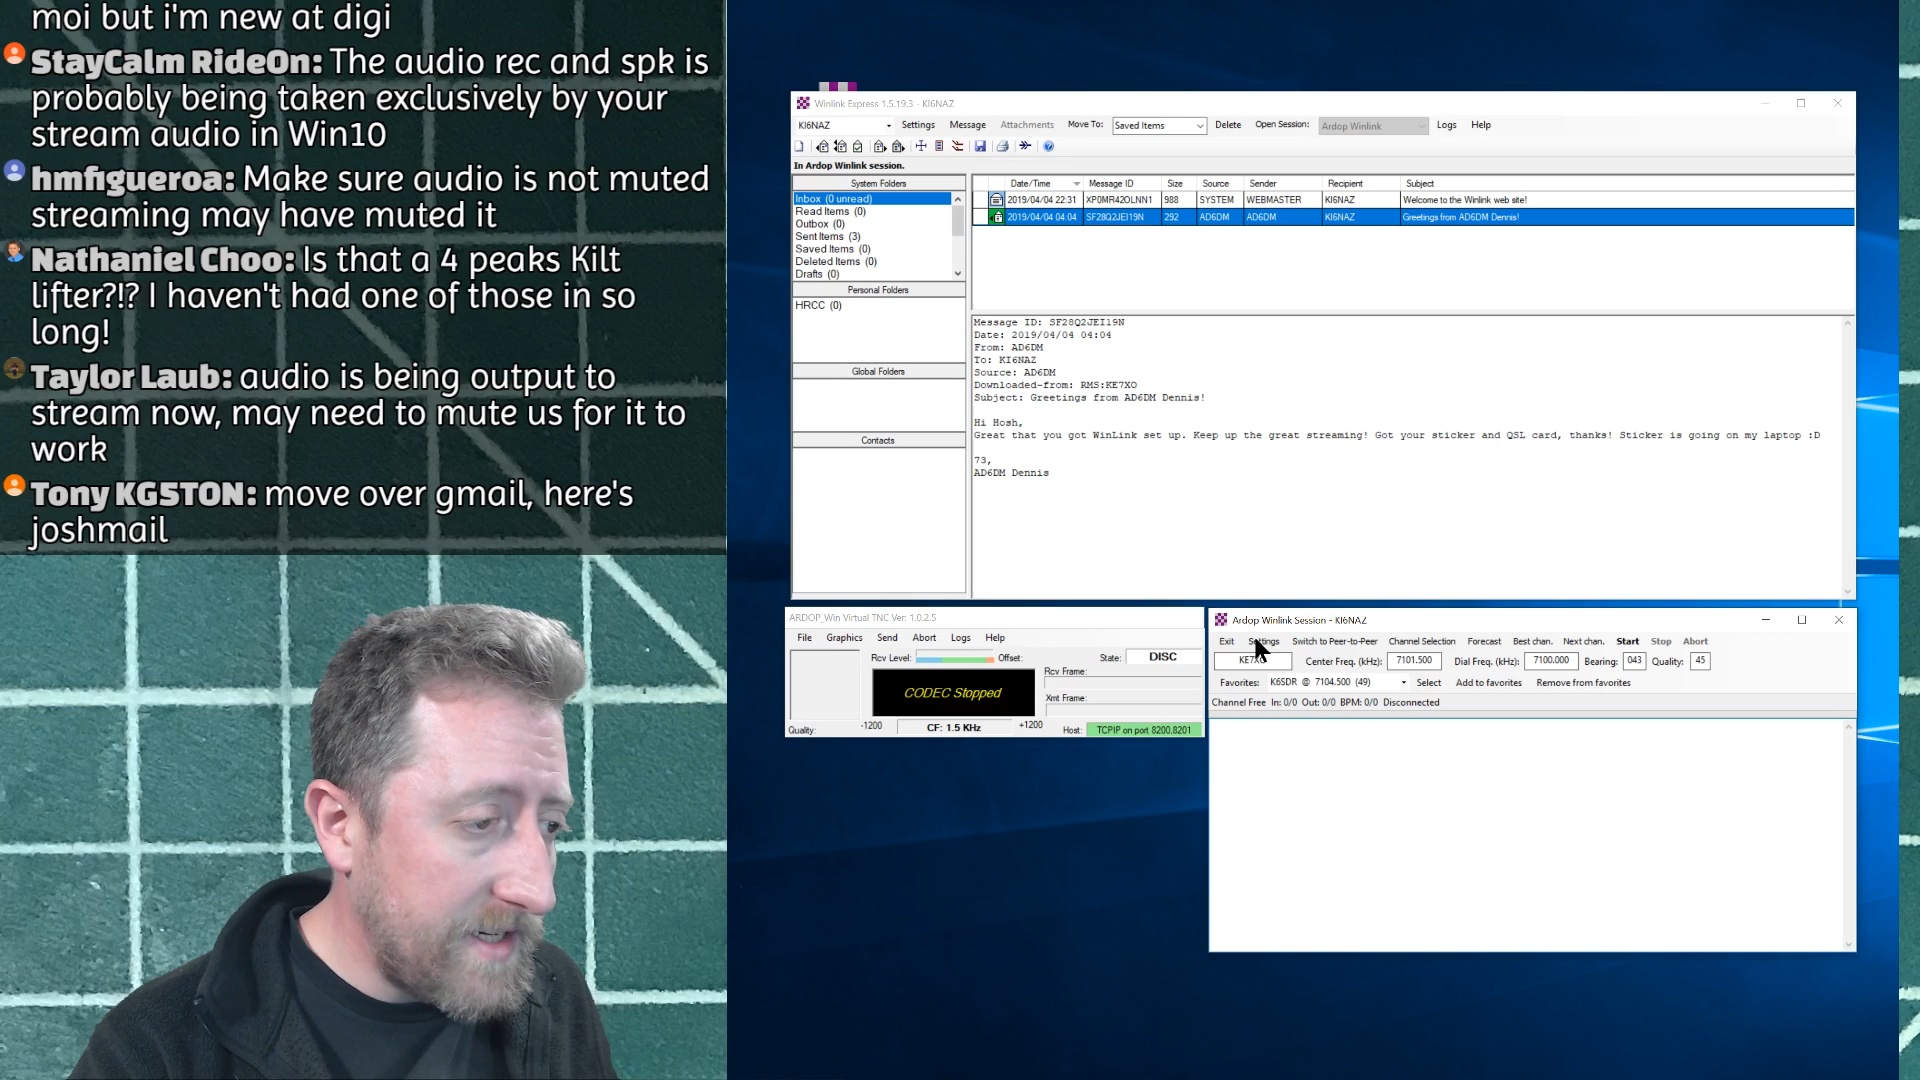 moi but i'm new at digi
StayCalm RideOn: The audio rec and spk is
probably being taken exclusively by your
stream audio in Win10
hmfigueroa: Make sure audio is not muted
streaming may have muted it
Nathaniel Choo: Is that a 4 peaks Kilt
lifter?!? I haven't had one of those in so
long!
Taylor Laub: audio is being output to
stream now, may need to mute us for it to
work
Tony KG5TON: move over gmail, here's
joshmail
Winlink Express 1.5.19.3 - KI6NAZ
KI6NAZ Settings Message Attachments Move To: Saved Items Delete Open Session: Ardop Winlink Logs Help
In Ardop Winlink session.
System Folders
Inbox (0 unread)
Read Items (0)
Outbox (0)
Sent Items (3)
Saved Items (0)
Deleted Items (0)
Drafts (0)
Personal Folders
HRCC (0)
Global Folders
Contacts
Date/Time Message ID Size Source Sender Recipient Subject
2019/04/04 22:31 XP0MR42OLNN1 988 SYSTEM WEBMASTER KI6NAZ Welcome to the Winlink web site!
2019/04/04 04:04 SF28Q2JEI19N 292 AD6DM AD6DM KI6NAZ Greetings from AD6DM Dennis!
Message ID: SF28Q2JEI19N
Date: 2019/04/04 04:04
From: AD6DM
To: KI6NAZ
Source: AD6DM
Downloaded-from: RMS:KE7XO
Subject: Greetings from AD6DM Dennis!
Hi Hosh,
Great that you got WinLink set up. Keep up the great streaming! Got your sticker and QSL card, thanks! Sticker is going on my laptop :D
73,
AD6DM Dennis
ARDOP_Win Virtual TNC Ver: 1.0.2.5
File Graphics Send Abort Logs Help
Rcv Level: Offset: State: DISC
Rcv Frame:
CODEC Stopped
Xmt Frame:
Quality: -1200 CF: 1.5 KHz +1200 Host: TCPIP on port 8200,8201
Ardop Winlink Session - KI6NAZ
Exit Settings Switch to Peer-to-Peer Channel Selection Forecast Best chan. Next chan. Start Stop Abort
Center Freq. (kHz): 7101.500 Dial Freq. (kHz): 7100.000 Bearing: 043 Quality: 45
Favorites: K6SDR @ 7104.500 (49) Select Add to favorites Remove from favorites
Channel Free In: 0/0 Out: 0/0 BPM: 0/0 Disconnected